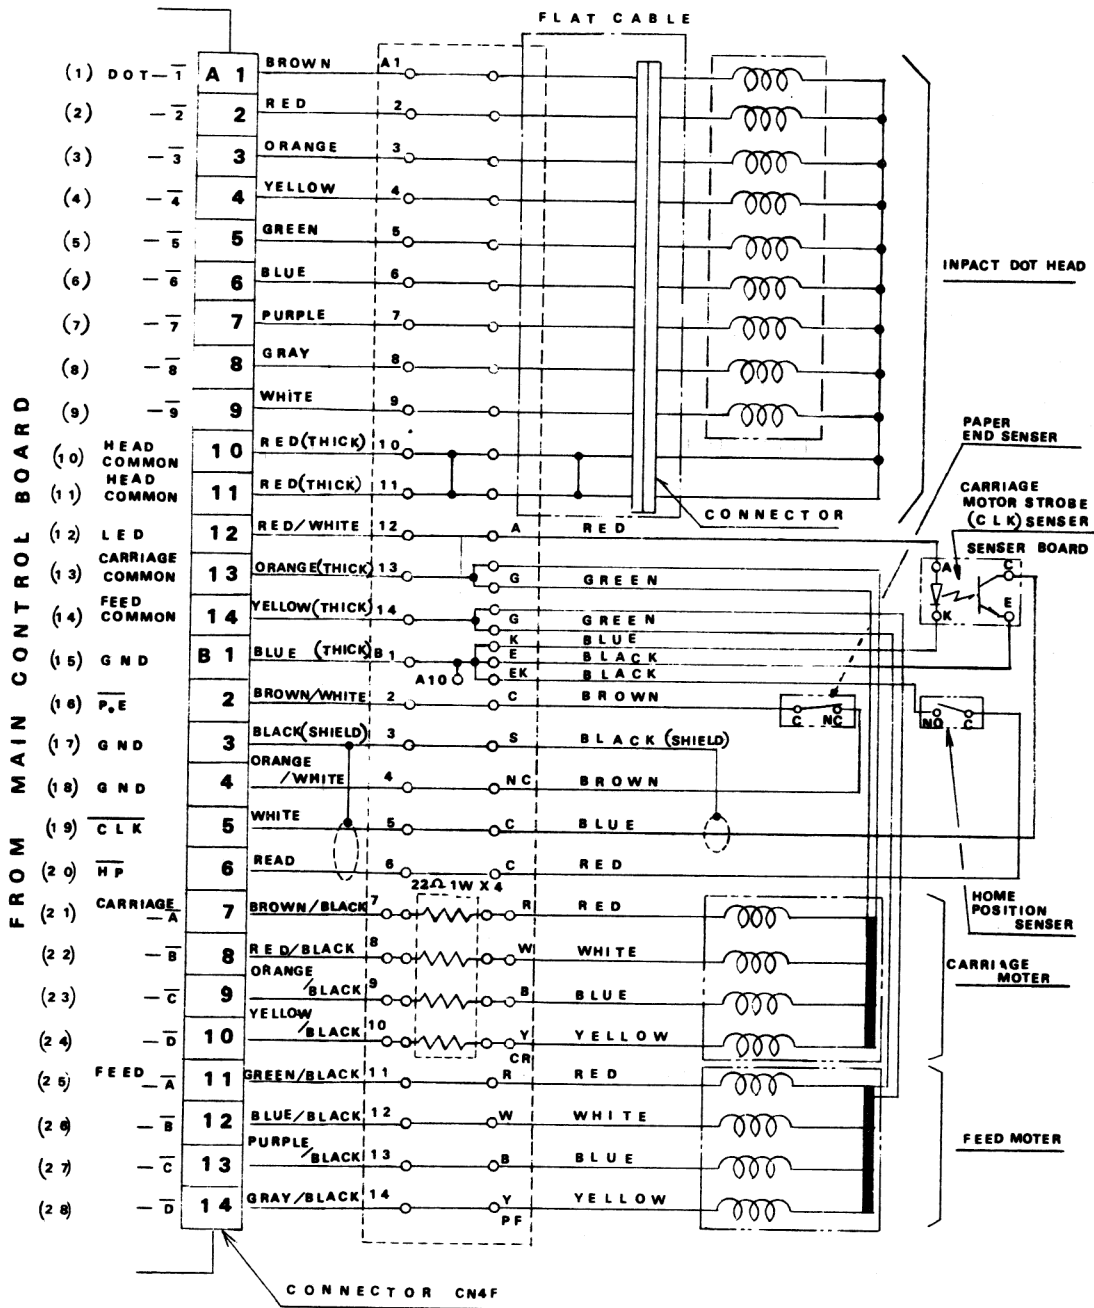 FLAT CABLE
(1) DOT—1 A 1 BROWN A1
(2) —2 2 RED 2
(3) —3 3 ORANGE 3
(4) —4 4 YELLOW 4
(5) —5 5 GREEN 5
(6) —6 6 BLUE 6
INPACT DOT HEAD
(7) —7 7 PURPLE 7
(8) —8 8 GRAY 8
(9) —9 9 WHITE 9
FROM MAIN CONTROL BOARD
PAPER
END SENSER
(10) HEAD COMMON 10 RED(THICK) 10
(11) HEAD COMMON 11 RED(THICK) 11
CONNECTOR
CARRIAGE
MOTOR STROBE
(CLK) SENSER
SENSER BOARD
(12) LED 12 RED/WHITE 12 A RED
(13) CARRIAGE COMMON 13 ORANGE(THICK) 13 G GREEN
A C
K E
(14) FEED COMMON 14 YELLOW(THICK) 14 G GREEN
K BLUE
(15) GND B 1 BLUE (THICK) B1 E BLACK
A10 EK BLACK
(16) P.E 2 BROWN/WHITE 2 C BROWN
C NC
NO C
(17) GND 3 BLACK(SHIELD) 3 S BLACK(SHIELD)
(18) GND 4 ORANGE/WHITE 4 NC BROWN
(19) CLK 5 WHITE 5 C BLUE
(20) HP 6 READ 6 C RED
22Ω 1W X 4
HOME
POSITION
SENSER
(21) CARRIAGE—A 7 BROWN/BLACK 7 R RED
(22) —B 8 RED/BLACK 8 W WHITE
CARRIAGE
MOTER
(23) —C 9 ORANGE/BLACK 9 B BLUE
(24) —D 10 YELLOW/BLACK 10 Y YELLOW
CR
(25) FEED—A 11 GREEN/BLACK 11 R RED
(26) —B 12 BLUE/BLACK 12 W WHITE
FEED MOTER
(27) —C 13 PURPLE/BLACK 13 B BLUE
(28) —D 14 GRAY/BLACK 14 Y YELLOW
PF
CONNECTOR CN4F